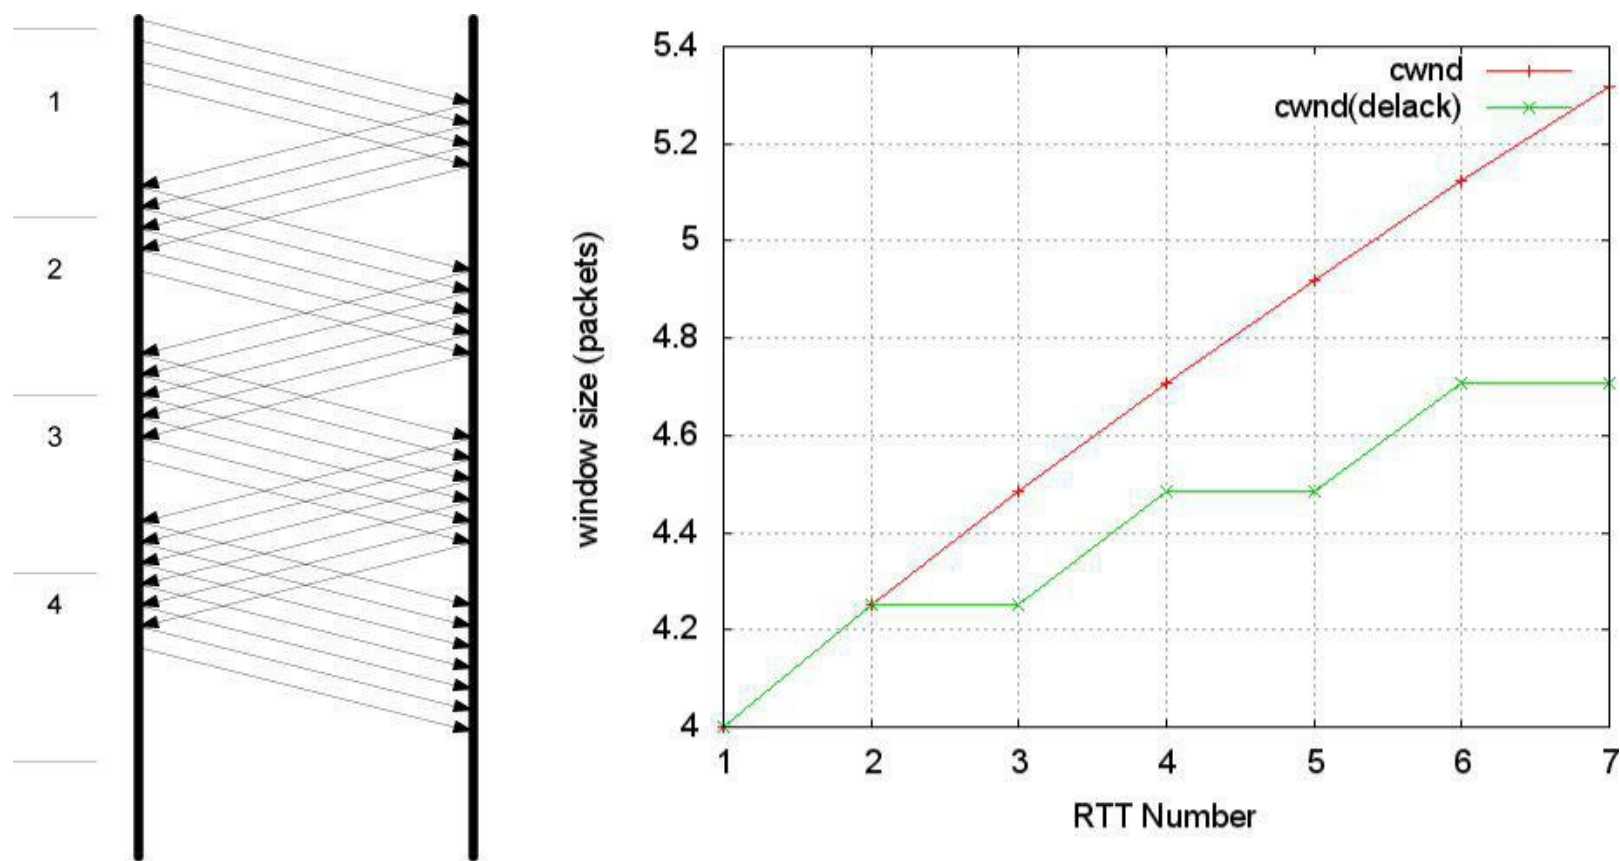 1
2
3
4
5.4
5.2
5
4.8
4.6
4.4
4.2
4
window size (packets)
cwnd
cwnd(delack)
1 2 3 4 5 6 7
RTT Number